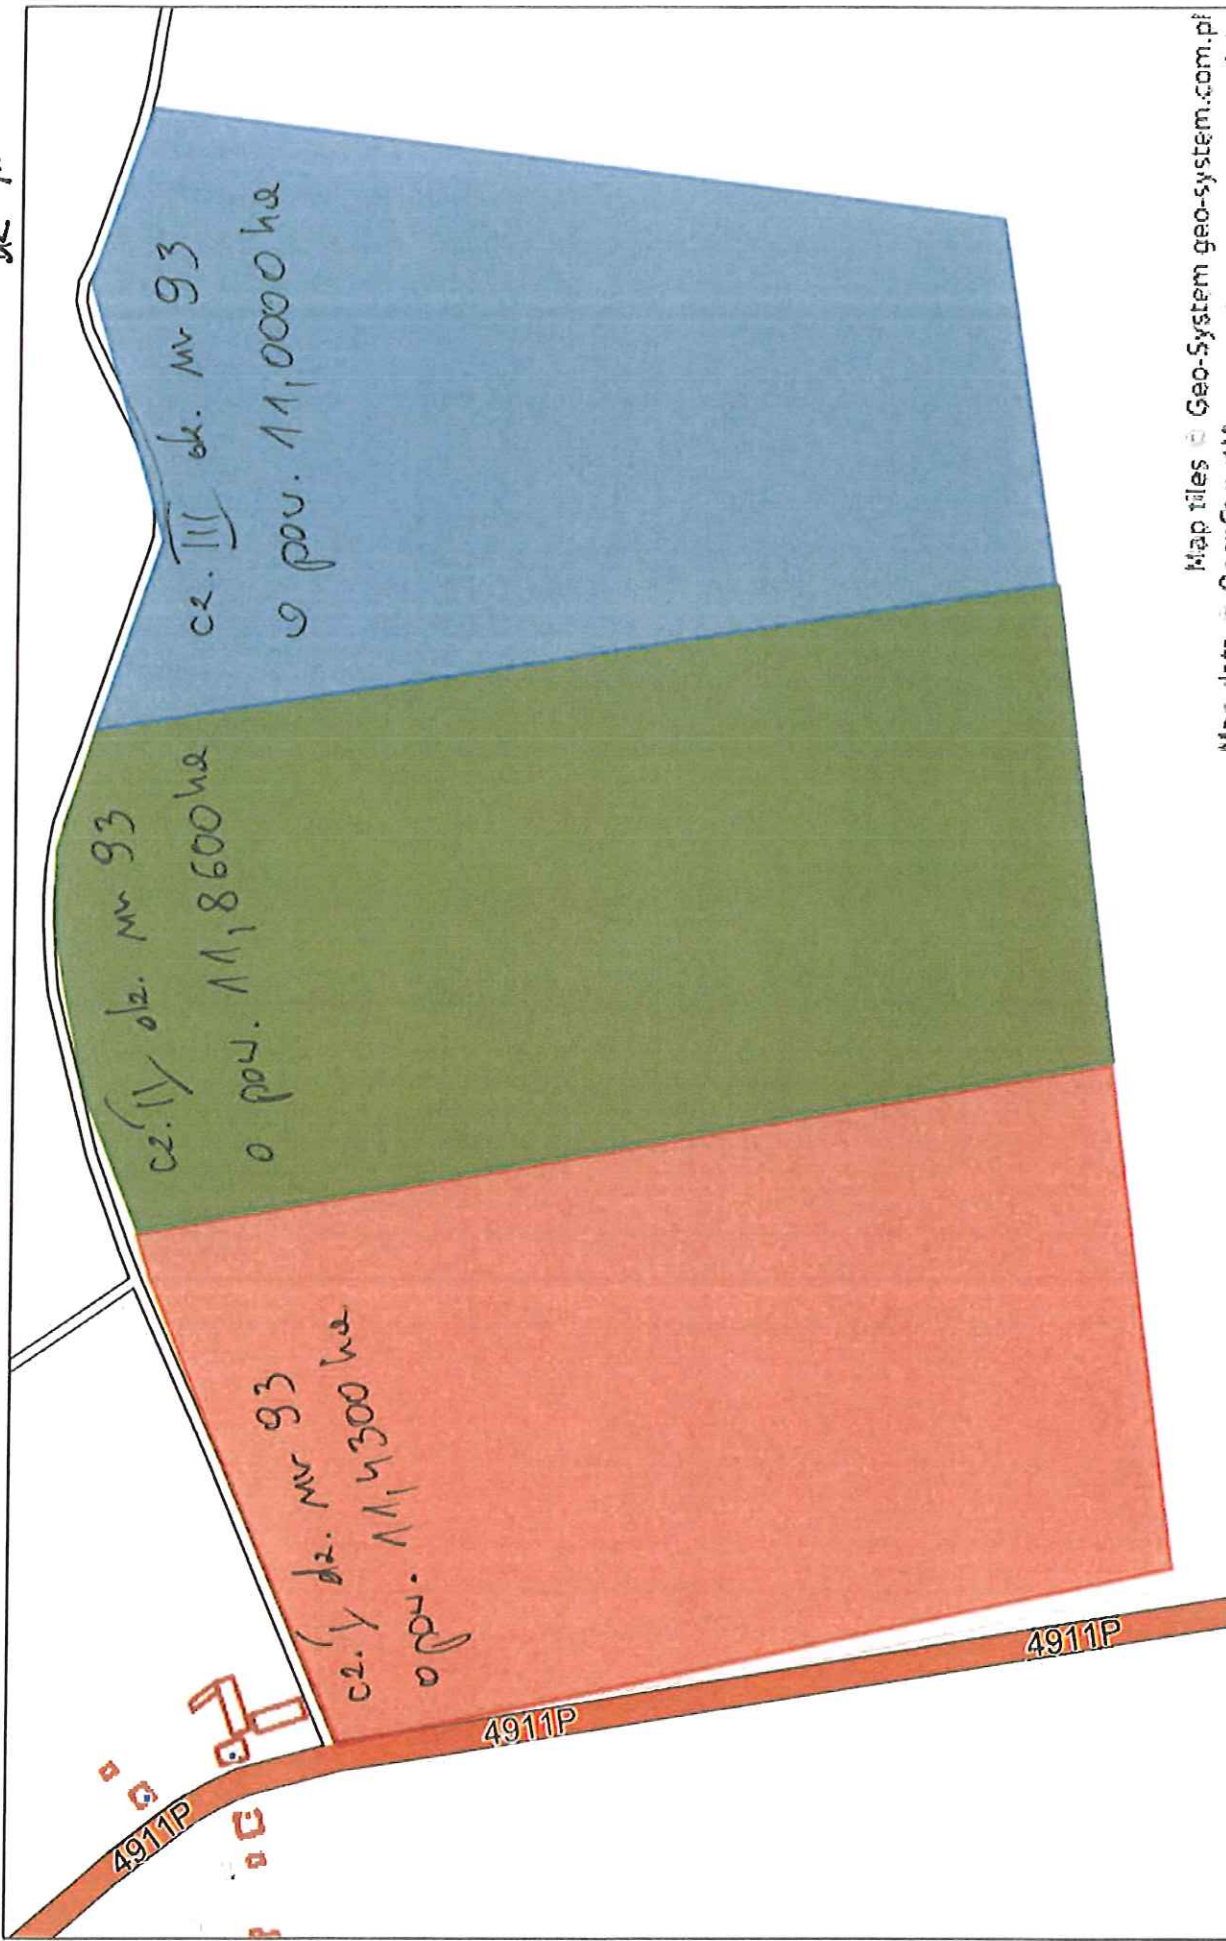 cz. I dz. nr 93
o pow. 11,4300 ha
cz. II dz. nr 93
o pow. 11,8600 ha
cz. III dz. nr 93
o pow. 11,0000 ha
4911P
4911P
4911P
Map tiles © Geo-System geo-system.com.pl